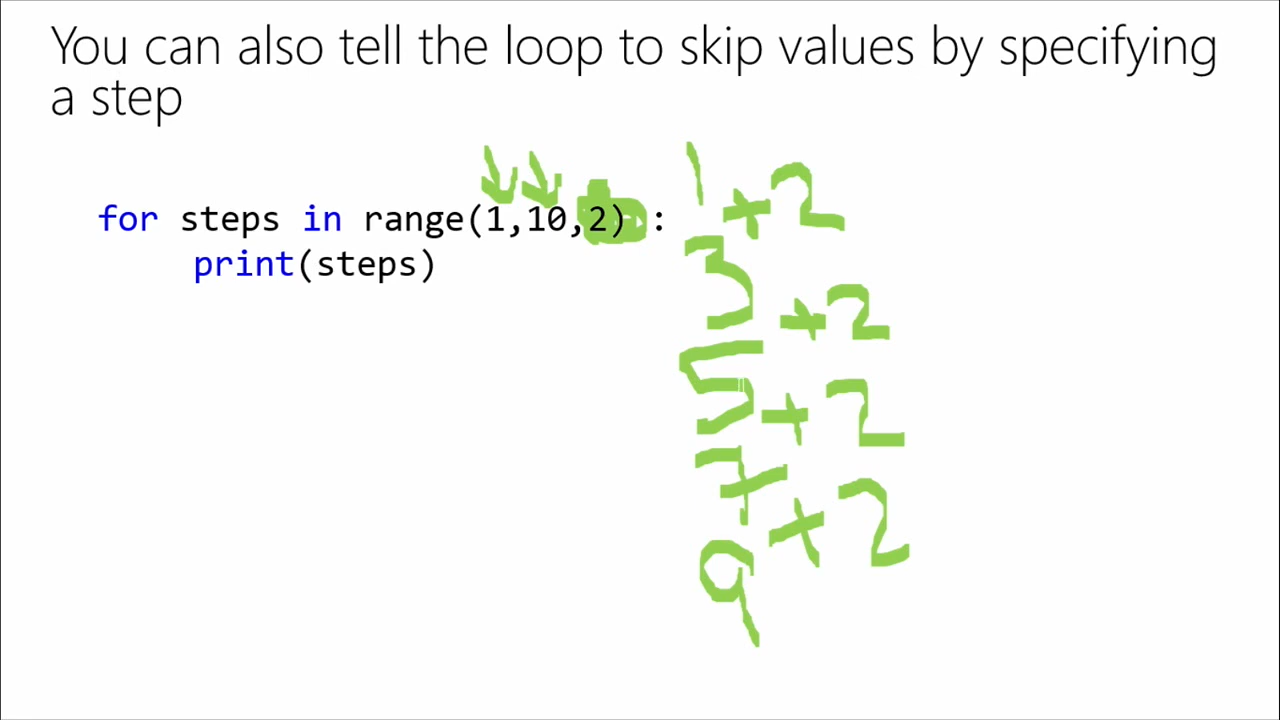 You can also tell the loop to skip values by specifying
a step
for steps in range(1,10,2) :
print(steps)
1 +2
3 +2
5 +2
7 +2
9